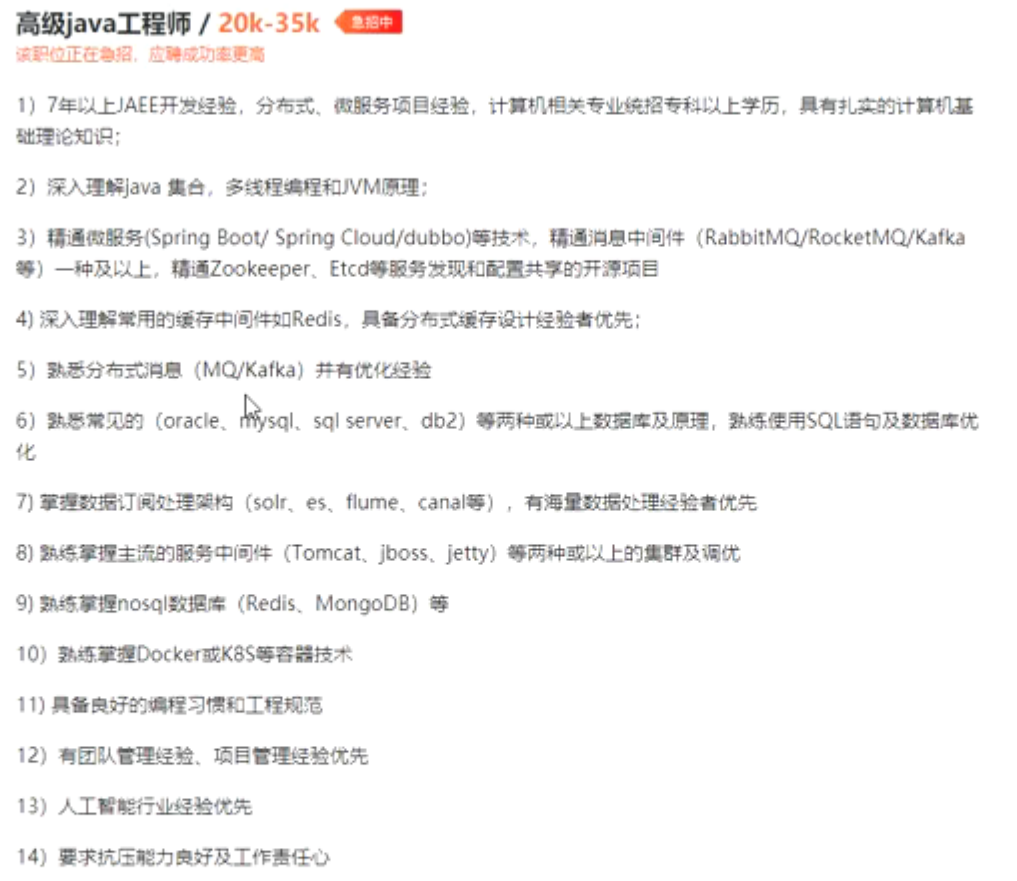 高级java工程师 / 20k-35k 急招中
该职位正在急招，应聘成功率更高
1）7年以上JAEE开发经验，分布式、微服务项目经验，计算机相关专业统招专科以上学历，具有扎实的计算机基
础理论知识；
2）深入理解java 集合，多线程编程和JVM原理；
3）精通微服务(Spring Boot/ Spring Cloud/dubbo)等技术，精通消息中间件（RabbitMQ/RocketMQ/Kafka
等）一种及以上，精通Zookeeper、Etcd等服务发现和配置共享的开源项目
4) 深入理解常用的缓存中间件如Redis，具备分布式缓存设计经验者优先；
5）熟悉分布式消息（MQ/Kafka）并有优化经验
6）熟悉常见的（oracle、mysql、sql server、db2）等两种或以上数据库及原理，熟练使用SQL语句及数据库优
化
7) 掌握数据订阅处理架构（solr、es、flume、canal等），有海量数据处理经验者优先
8) 熟练掌握主流的服务中间件（Tomcat、jboss、jetty）等两种或以上的集群及调优
9) 熟练掌握nosql数据库（Redis、MongoDB）等
10）熟练掌握Docker或K8S等容器技术
11) 具备良好的编程习惯和工程规范
12）有团队管理经验、项目管理经验优先
13）人工智能行业经验优先
14）要求抗压能力良好及工作责任心